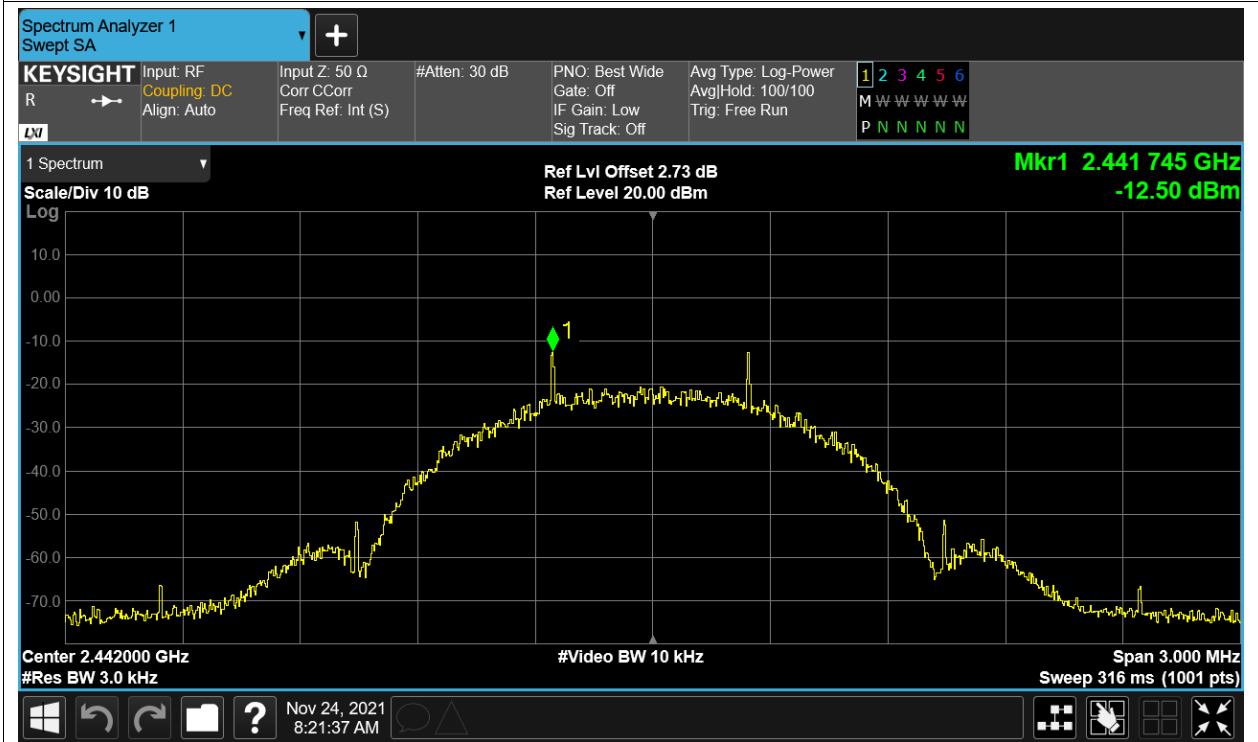 Spectrum Analyzer 1
Swept SA
KEYSIGHT
R
LXI
Input: RF
Coupling: DC
Align: Auto
Input Z: 50 Ω
Corr CCorr
Freq Ref: Int (S)
#Atten: 30 dB
PNO: Best Wide
Gate: Off
IF Gain: Low
Sig Track: Off
Avg Type: Log-Power
Avg|Hold: 100/100
Trig: Free Run
1 2 3 4 5 6
M W W W W W
P N N N N N
1 Spectrum
Scale/Div 10 dB
Log
Ref Lvl Offset 2.73 dB
Ref Level 20.00 dBm
Mkr1 2.441 745 GHz
-12.50 dBm
10.0
0.00
-10.0
-20.0
-30.0
-40.0
-50.0
-60.0
-70.0
1
Center 2.442000 GHz
#Res BW 3.0 kHz
#Video BW 10 kHz
Span 3.000 MHz
Sweep 316 ms (1001 pts)
?
Nov 24, 2021
8:21:37 AM